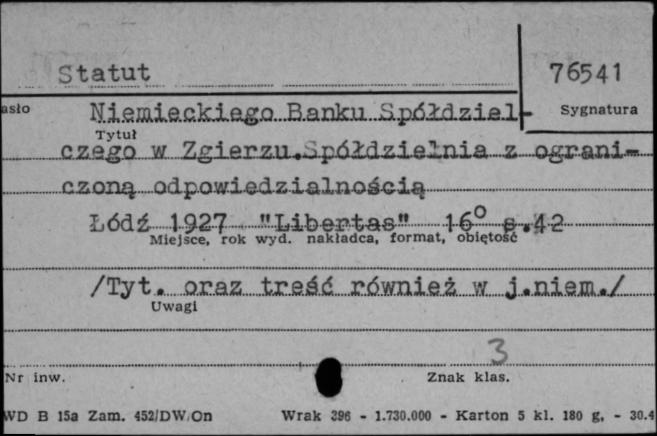 Statut
76541
asło
Niemieckiego Banku Spółdziel-
Sygnatura
Tytuł
czego w Zgierzu.Spółdzielnia z ograni-
czoną odpowiedzialnością
Łódź 1927 "Libertas" 16° s.42
Miejsce, rok wyd. nakładca, format, objętość
/Tyt. oraz treść również w j.niem./
Uwagi
3
Nr inw.
Znak klas.
WD B 15a Zam. 452/DW/On Wrak 396 - 1.730.000 - Karton 5 kl. 180 g. - 30.4